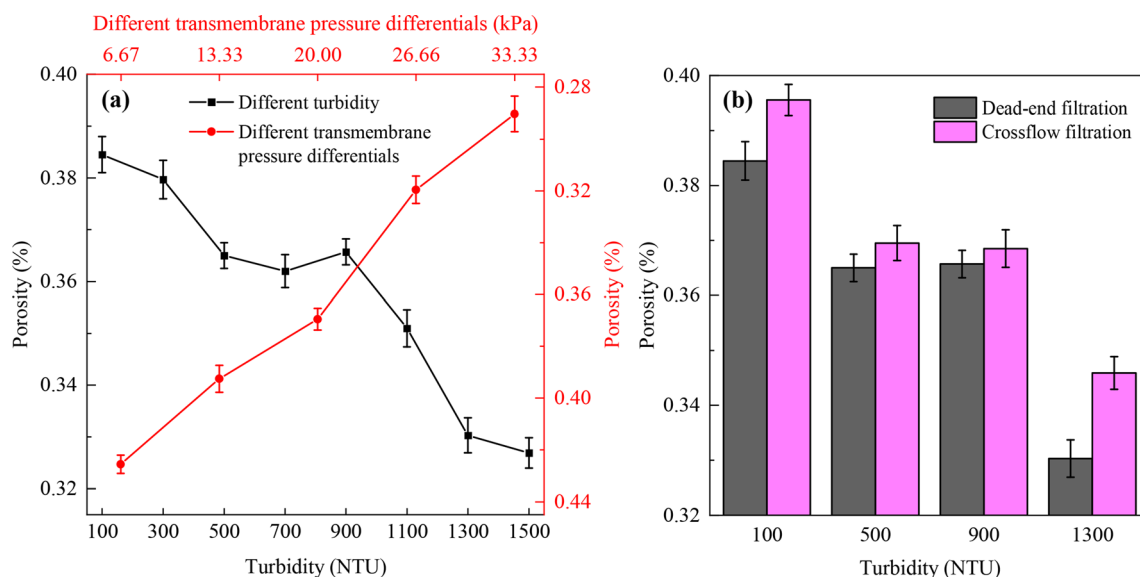 Different transmembrane pressure differentials (kPa)
6.67 13.33 20.00 26.66 33.33
(a)
Different turbidity
Different transmembrane
pressure differentials
0.40
0.38
0.36
0.34
0.32
Porosity (%)
0.28
0.32
0.36
0.40
0.44
Porosity (%)
100 300 500 700 900 1100 1300 1500
Turbidity (NTU)
(b)
Dead-end filtration
Crossflow filtration
0.40
0.38
0.36
0.34
0.32
Porosity (%)
100 500 900 1300
Turbidity (NTU)